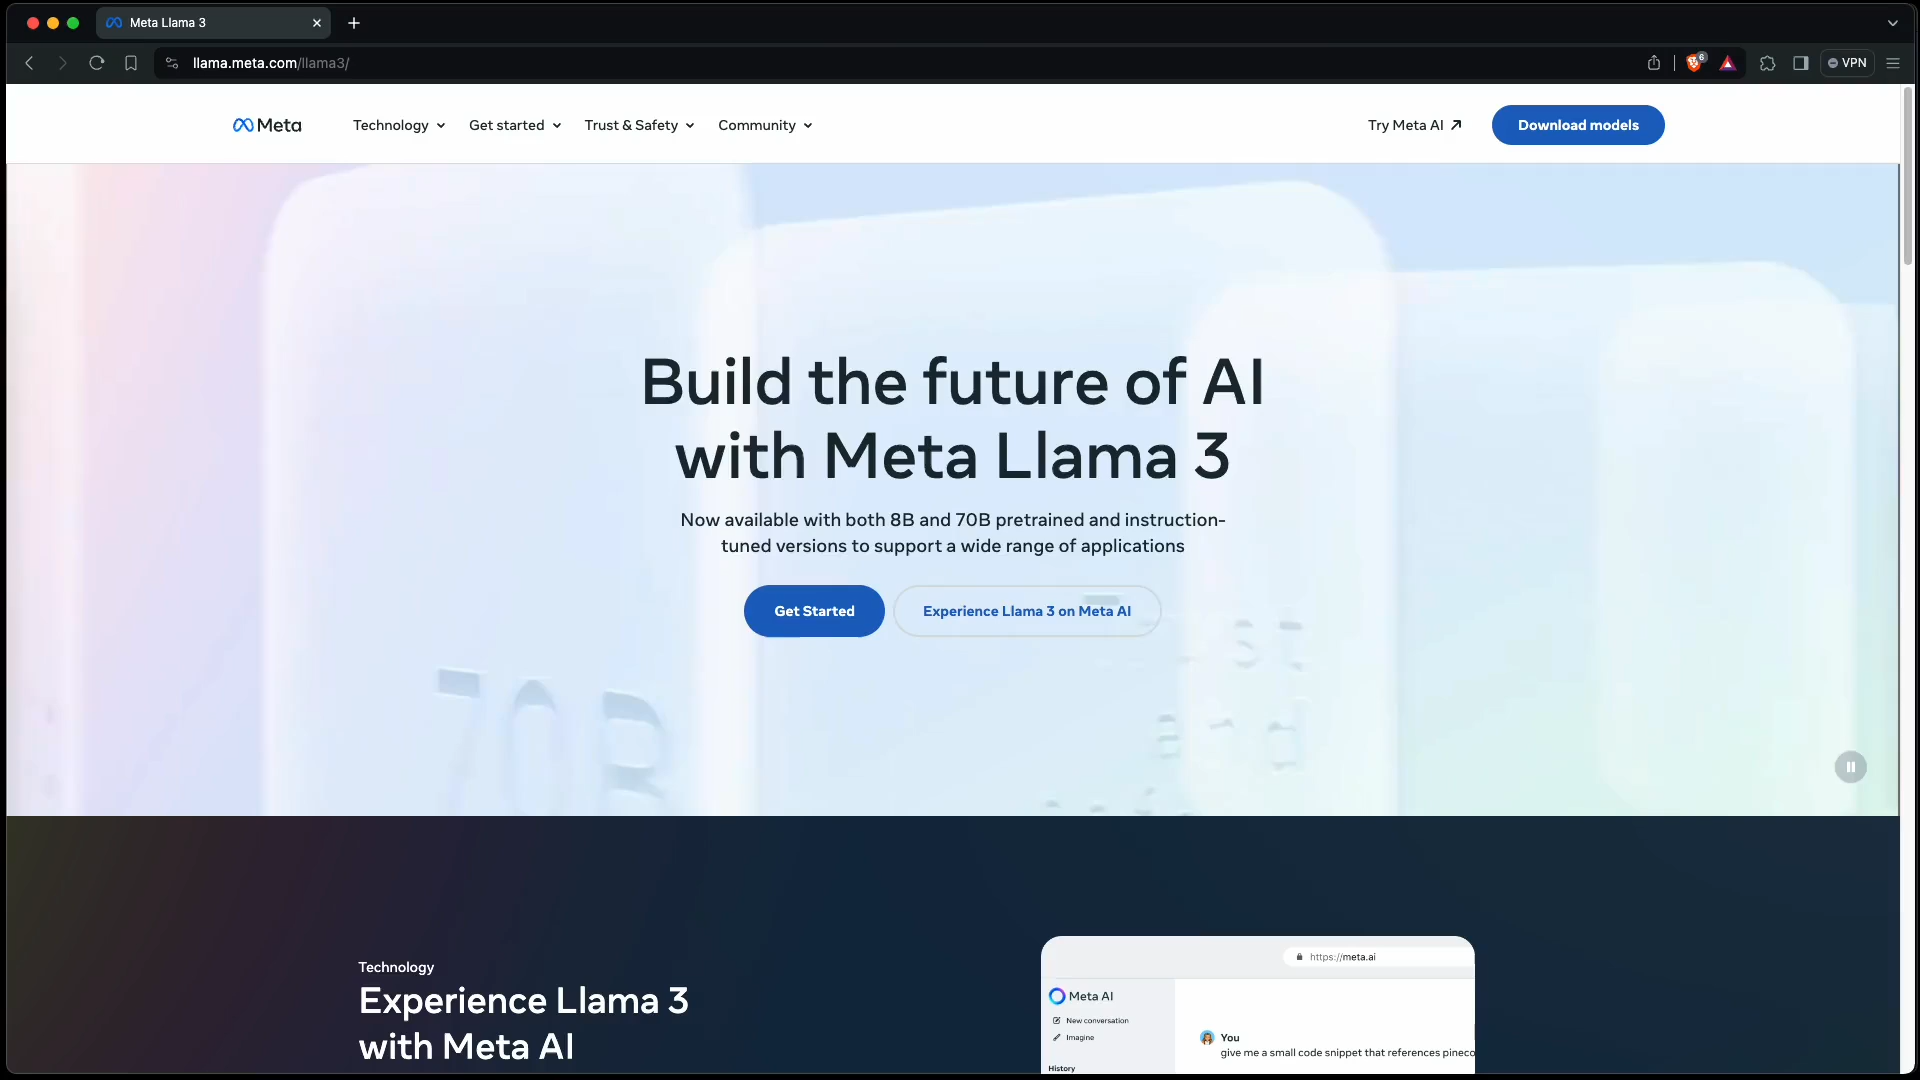 Meta Llama 3
llama.meta.com/llama3/
6
VPN
Meta
Technology
Get started
Trust & Safety
Community
Try Meta AI
Download models
Build the future of AI
with Meta Llama 3
Now available with both 8B and 70B pretrained and instruction-
tuned versions to support a wide range of applications
Get Started
Experience Llama 3 on Meta AI
70B
Technology
Experience Llama 3
with Meta AI
https://meta.ai
Meta AI
New conversation
Imagine
History
You
give me a small code snippet that references pineco